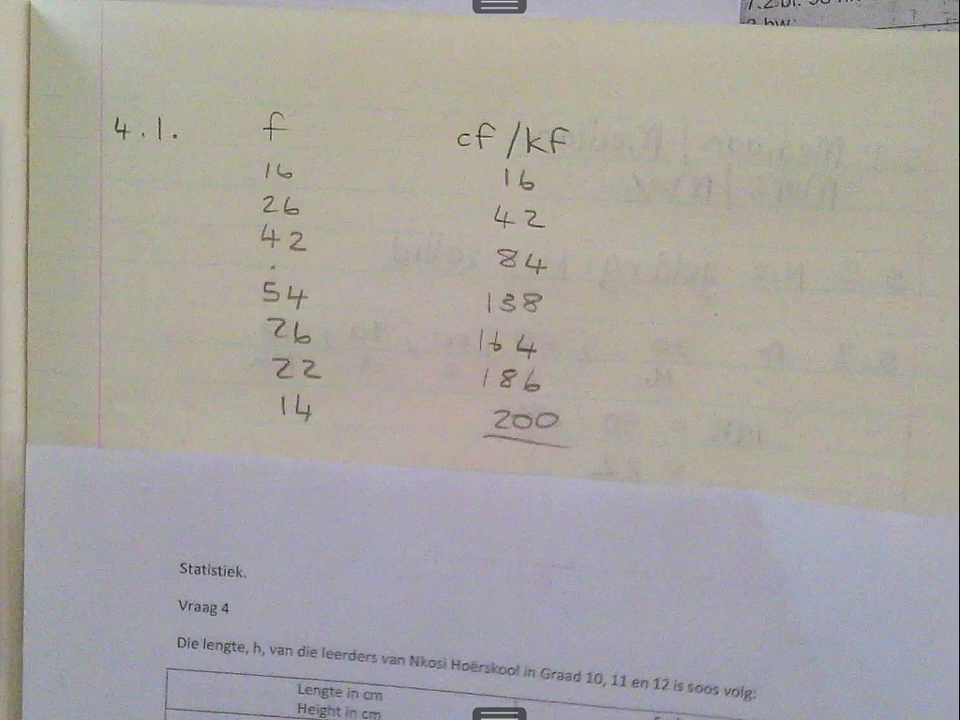 4.1. f cf/kf
16 16
26 42
42 84
54 138
26 164
22 186
14 200
Statistiek.
Vraag 4
Die lengte, h, van die leerders van Nkosi Hoërskool in Graad 10, 11 en 12 is soos volg:
Lengte in cm
Height in cm